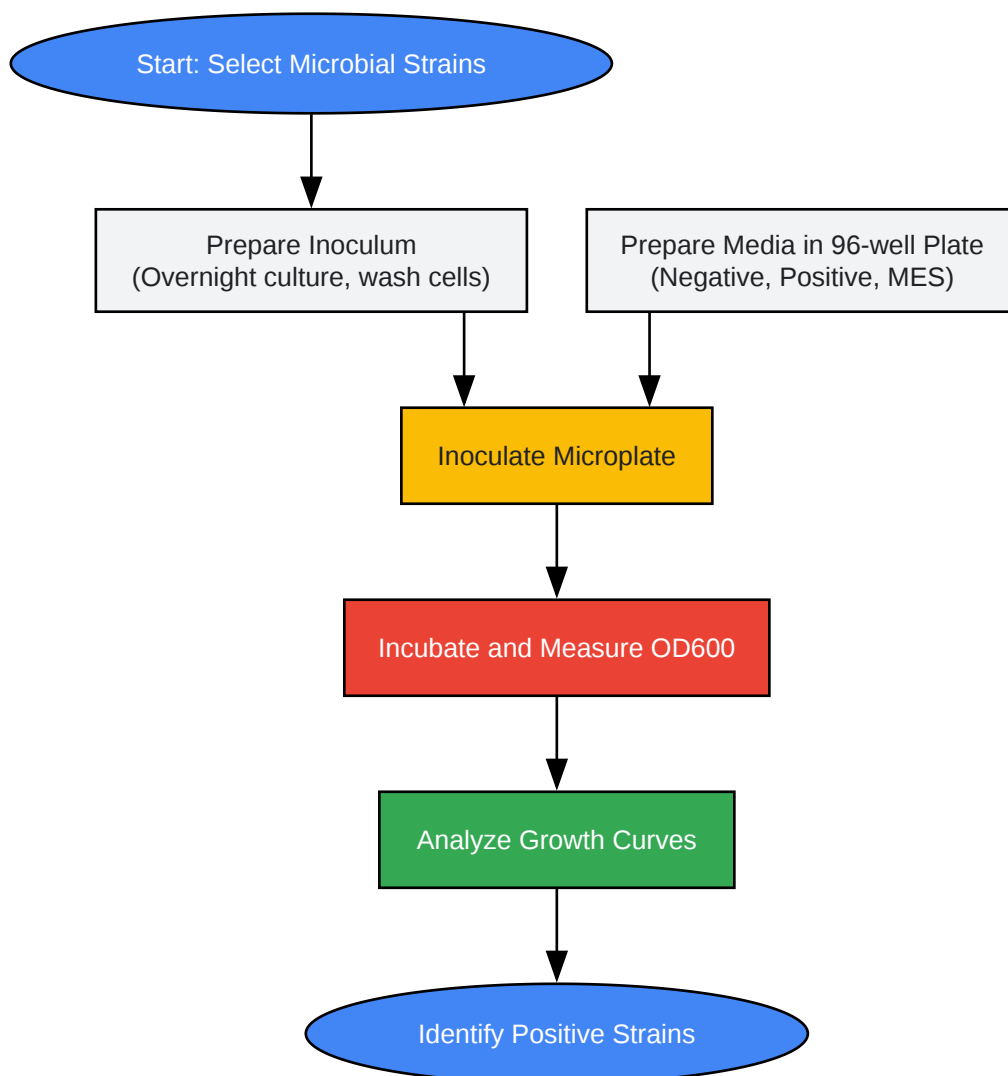 Start: Select Microbial Strains
Prepare Inoculum
(Overnight culture, wash cells)
Prepare Media in 96-well Plate
(Negative, Positive, MES)
Inoculate Microplate
Incubate and Measure OD600
Analyze Growth Curves
Identify Positive Strains